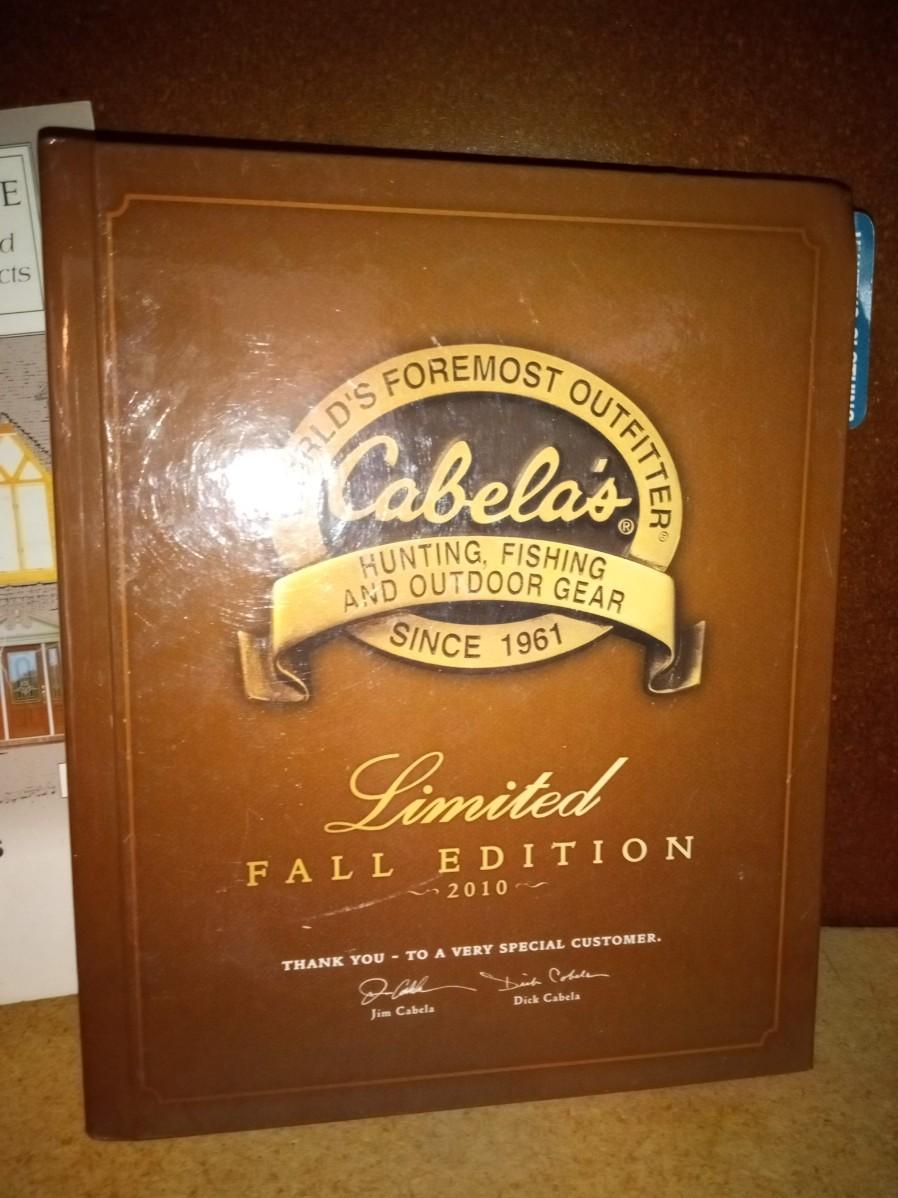 E
d
cts
WORLD'S FOREMOST OUTFITTER®
Cabela's®
HUNTING, FISHING
AND OUTDOOR GEAR
SINCE 1961
Limited
FALL EDITION
~2010~
THANK YOU - TO A VERY SPECIAL CUSTOMER.
Jim Cabela Dick Cabela